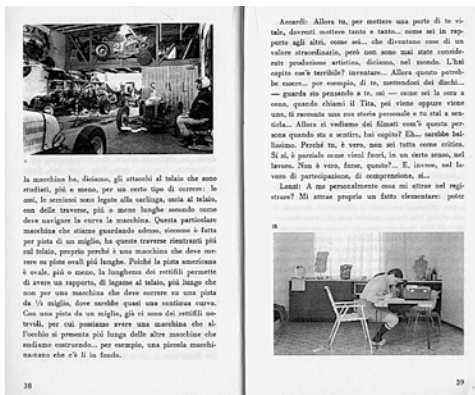 la macchina ha, diciamo, gli attacchi al telaio che sono
studiati, più o meno, per un certo tipo di correre: le
assi, le semiassi sono legate alla carlinga, ossia al telaio,
con delle traverse, più o meno lunghe secondo come
deve navigare la curva la macchina. Questa particolare
macchina che stiamo guardando adesso, siccome è fatta
per pista di un miglio, ha queste traverse rientranti più
sul telaio, proprio perché è una macchina che deve cor-
rere su piste ovali più lunghe. Poiché la pista americana
è ovale, più o meno, la lunghezza dei rettifili permette
di avere un rapporto, di legame al telaio, più lungo che
non per una macchina che deve correre su una pista
da ½ miglio, dove sarebbe quasi una continua curva.
Con una pista da un miglio, già ci sono dei rettifili no-
tevoli, per cui possiamo avere una macchina che al-
l'occhio si presenta più lunga delle altre macchine che
andiamo costruendo... per esempio, una piccola macchi-
na-nano che c'è lì in fondo.
38
Accardi: Allora tu, per mettere una parte di te vi-
tale, dovresti mettere tanto e tanto... come sei in rap-
porto agli altri, come sei... che diventano cose di un
valore straordinario, però non sono mai state conside-
rate produzione artistica, diciamo, nel mondo. L'hai
capito cos'è terribile? inventare... Allora questo potreb-
be essere... per esempio, di te, mettendoci dei dischi...
— guarda sto pensando a te, sai — come sei la sera a
cena, quando chiami il Tita, poi viene oppure viene
uno, ti racconta una sua storia personale e tu stai a sen-
tirla... Allora ci vediamo dei filmati com'è questa per-
sona quando sta a sentire, hai capito? Eh... sarebbe bel-
lissimo. Perché tu, è vero, non sei tutta come critica.
Sì sì, è parziale come vieni fuori, in un certo senso, nel
lavoro. Non è vero, forse, questo?... E, invece, nel la-
voro di partecipazione, di comprensione, sì...
Lonzi: A me personalmente cosa mi attrae nel regi-
strare? Mi attrae proprio un fatto elementare: poter
10.
39